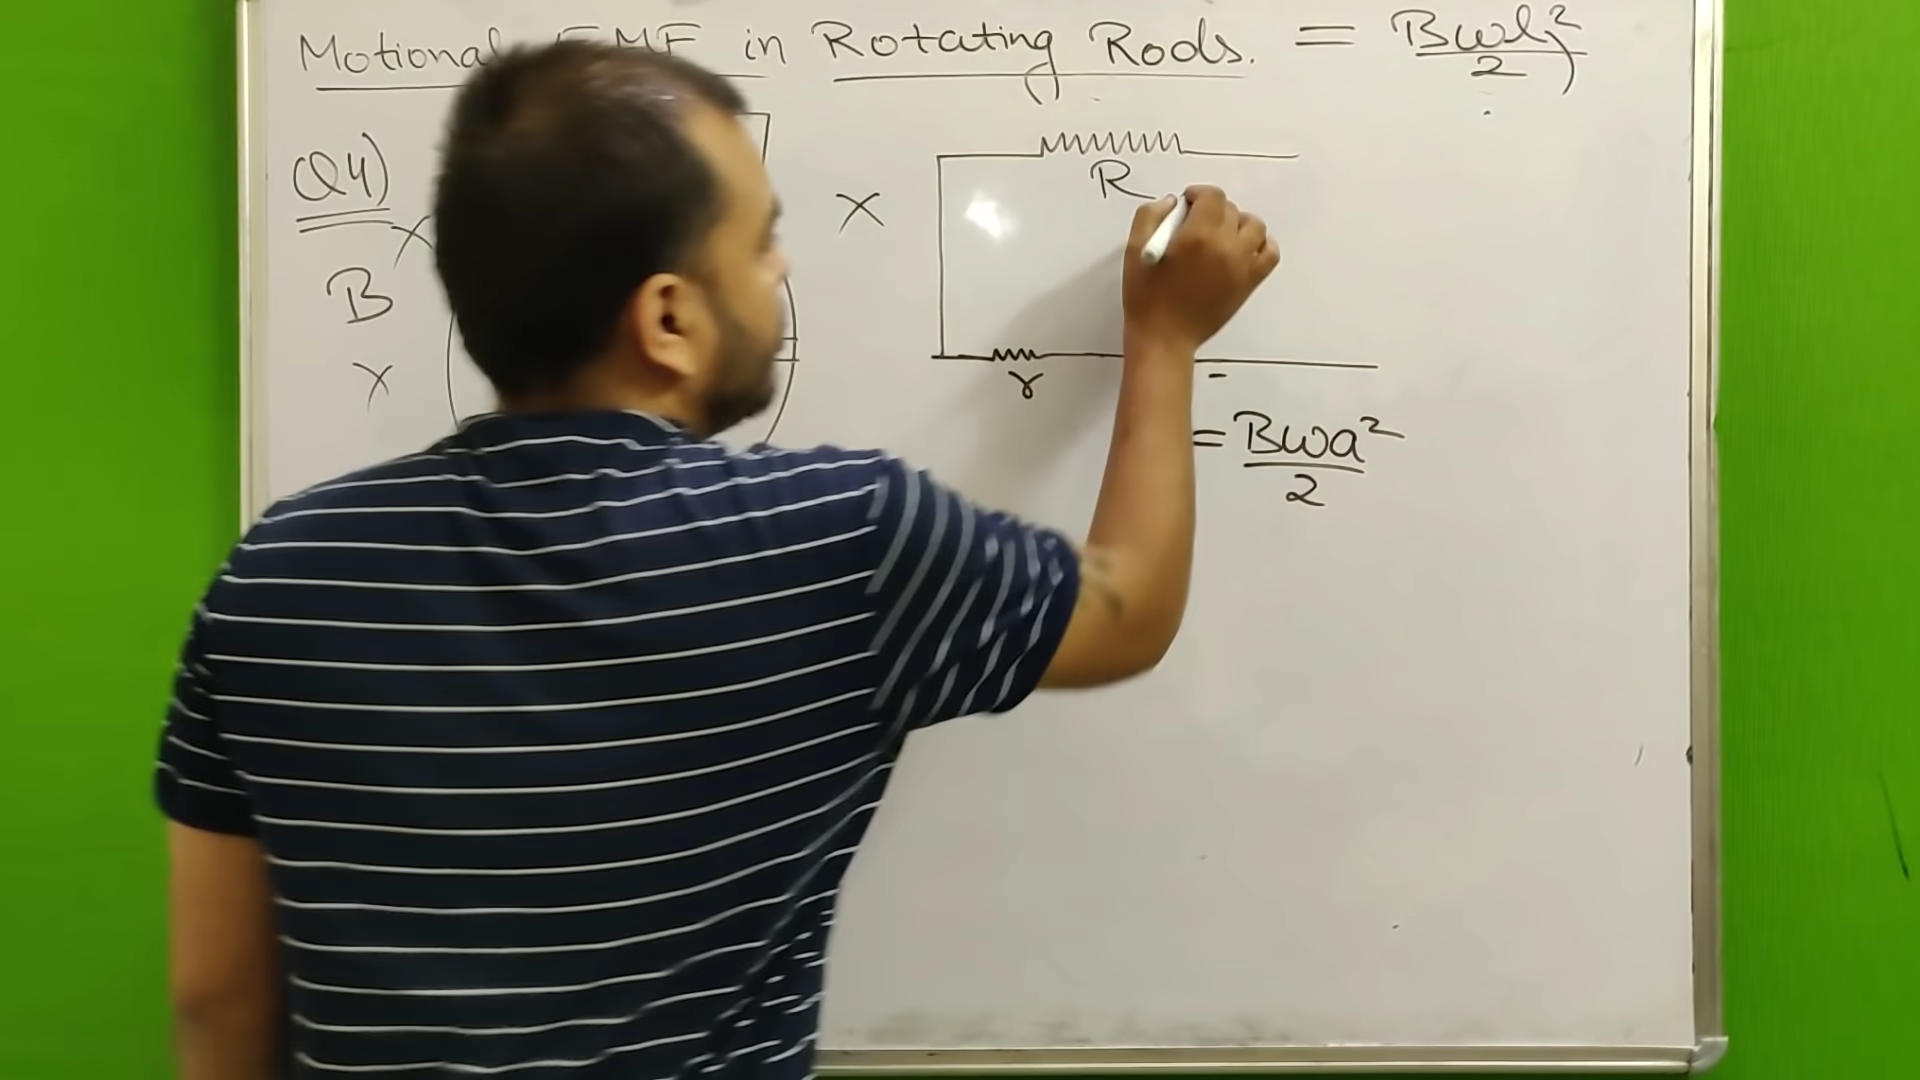 Motional EMF in Rotating Rods. = Bωl²/2
Q4)
X
X
R
B
X
r
-
= Bωa²/2